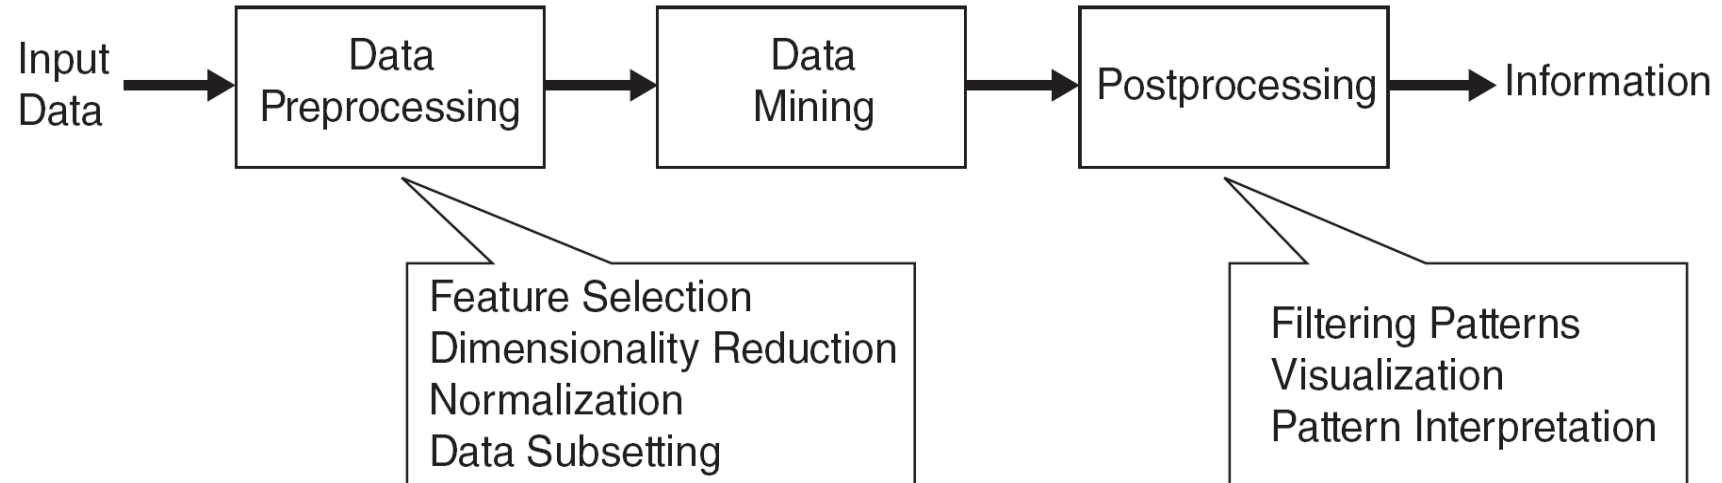 Input
Data
Data
Preprocessing
Data
Mining
Postprocessing
Information
Feature Selection
Dimensionality Reduction
Normalization
Data Subsetting
Filtering Patterns
Visualization
Pattern Interpretation